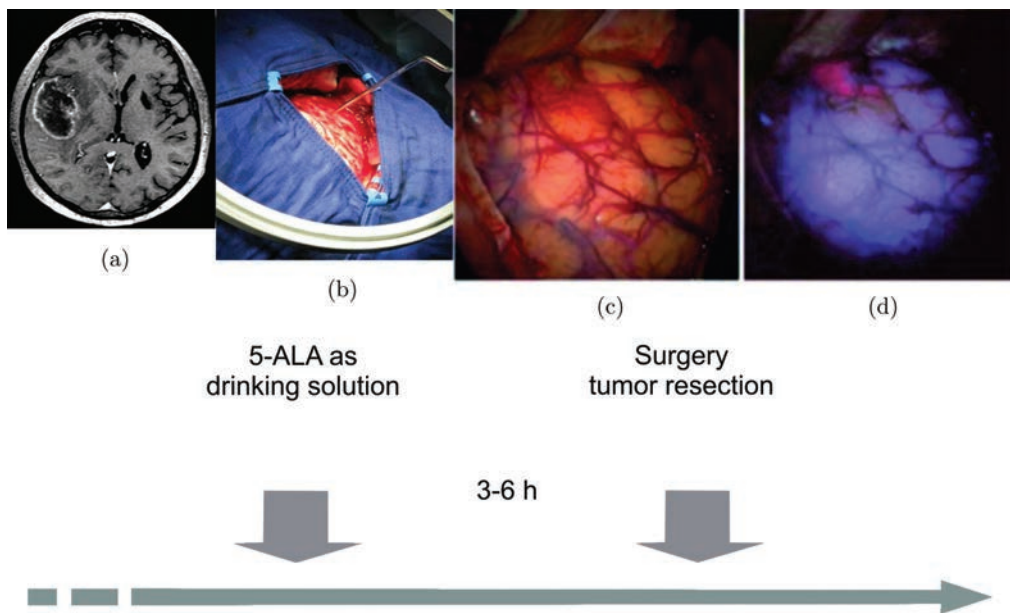 (a)
(b)
(c)
(d)
5-ALA as
drinking solution
Surgery
tumor resection
3-6 h